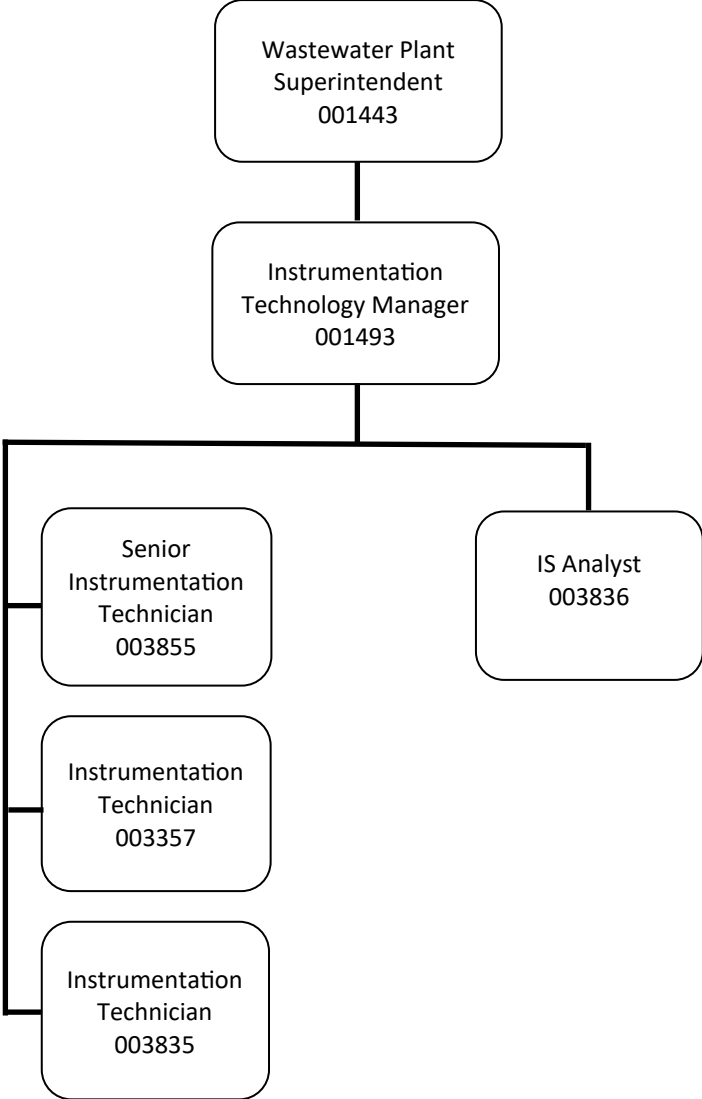 Wastewater Plant
Superintendent
001443
Instrumentation
Technology Manager
001493
Senior
Instrumentation
Technician
003855
IS Analyst
003836
Instrumentation
Technician
003357
Instrumentation
Technician
003835